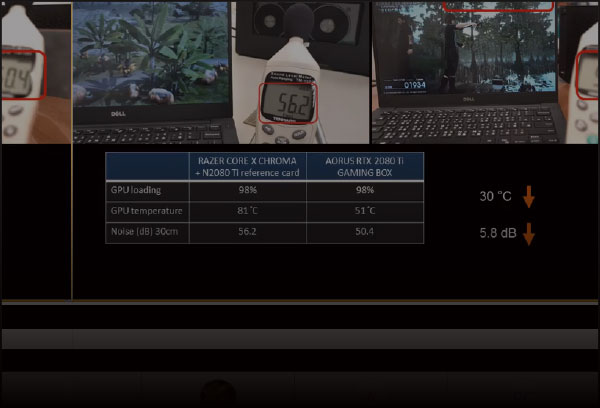 504
DELL
56.2
01934
DELL
RAZER CORE X CHROMA
+ N2080 TI reference card
AORUS RTX 2080 Ti
GAMING BOX
GPU loading
98%
98%
GPU temperature
81˚C
51˚C
Noise (dB) 30cm
56.2
50.4
30 °C
5.8 dB